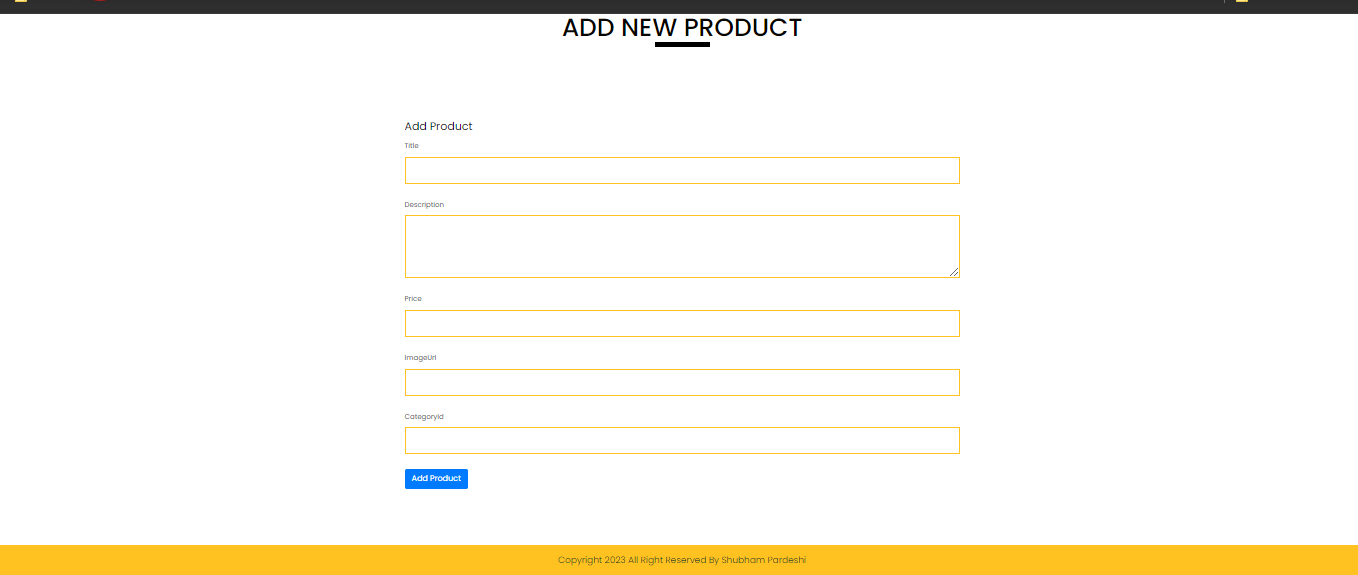 ADD NEW PRODUCT
Add Product
Title
Description
Price
ImageUrl
CategoryId
Add Product
Copyright 2023 All Right Reserved By Shubham Pardeshi